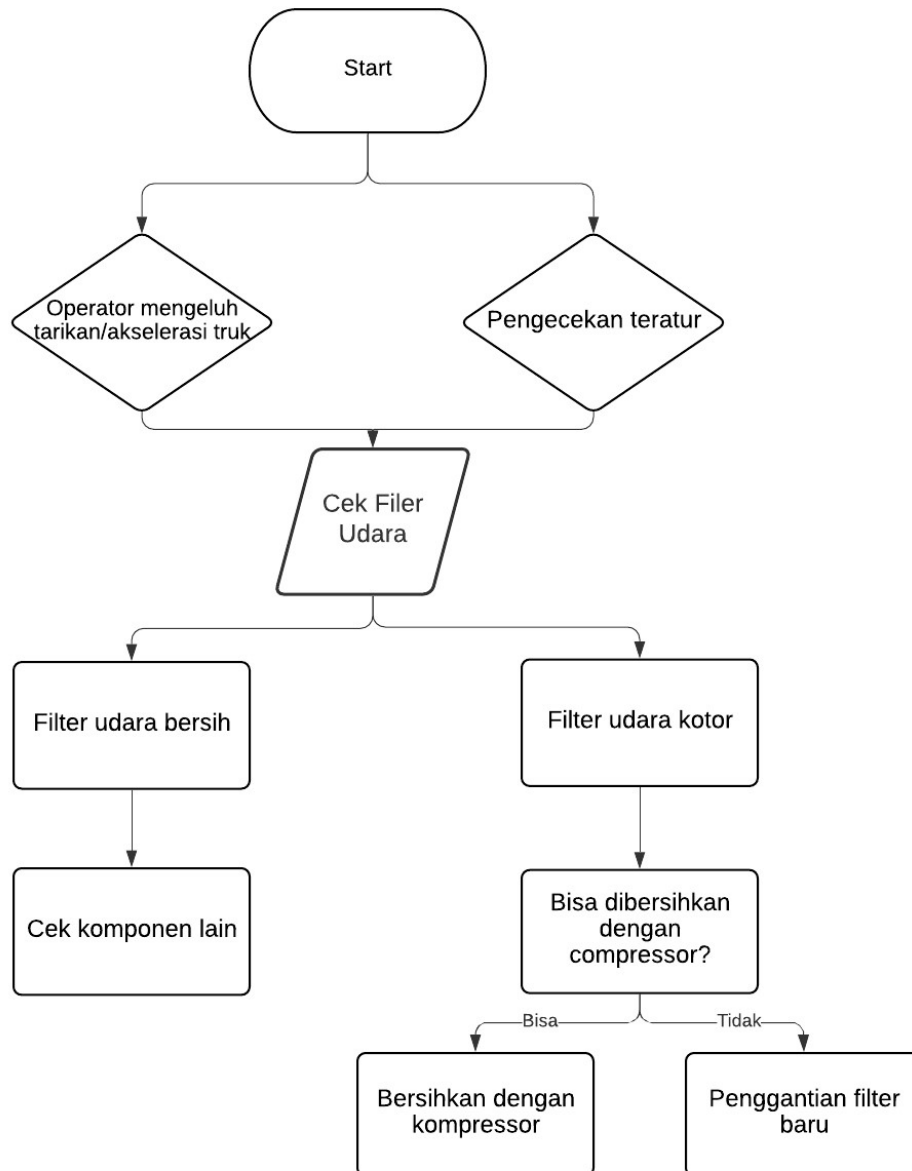 Start
Operator mengeluh
tarikan/akselerasi truk
Pengecekan teratur
Cek Filer
Udara
Filter udara bersih
Filter udara kotor
Cek komponen lain
Bisa dibersihkan
dengan
compressor?
Bisa
Tidak
Bersihkan dengan
kompressor
Penggantian filter
baru